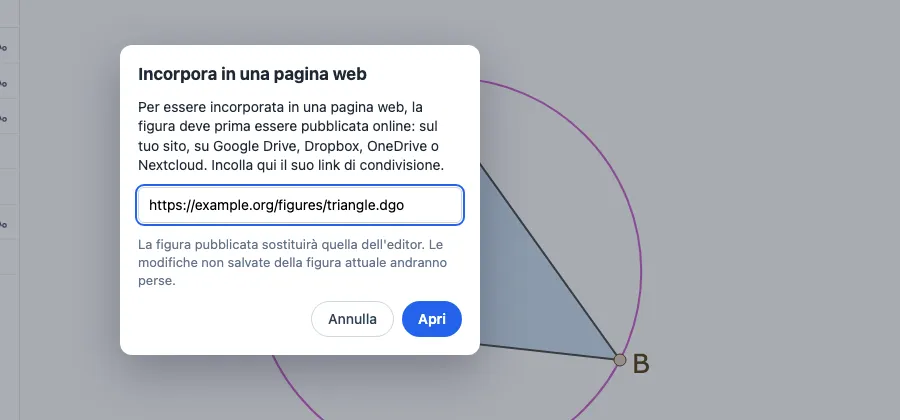 Incorpora in una pagina web
Per essere incorporata in una pagina web, la
figura deve prima essere pubblicata online: sul
tuo sito, su Google Drive, Dropbox, OneDrive o
Nextcloud. Incolla qui il suo link di condivisione.
https://example.org/figures/triangle.dgo
La figura pubblicata sostituirà quella dell'editor. Le
modifiche non salvate della figura attuale andranno
perse.
Annulla
Apri
B